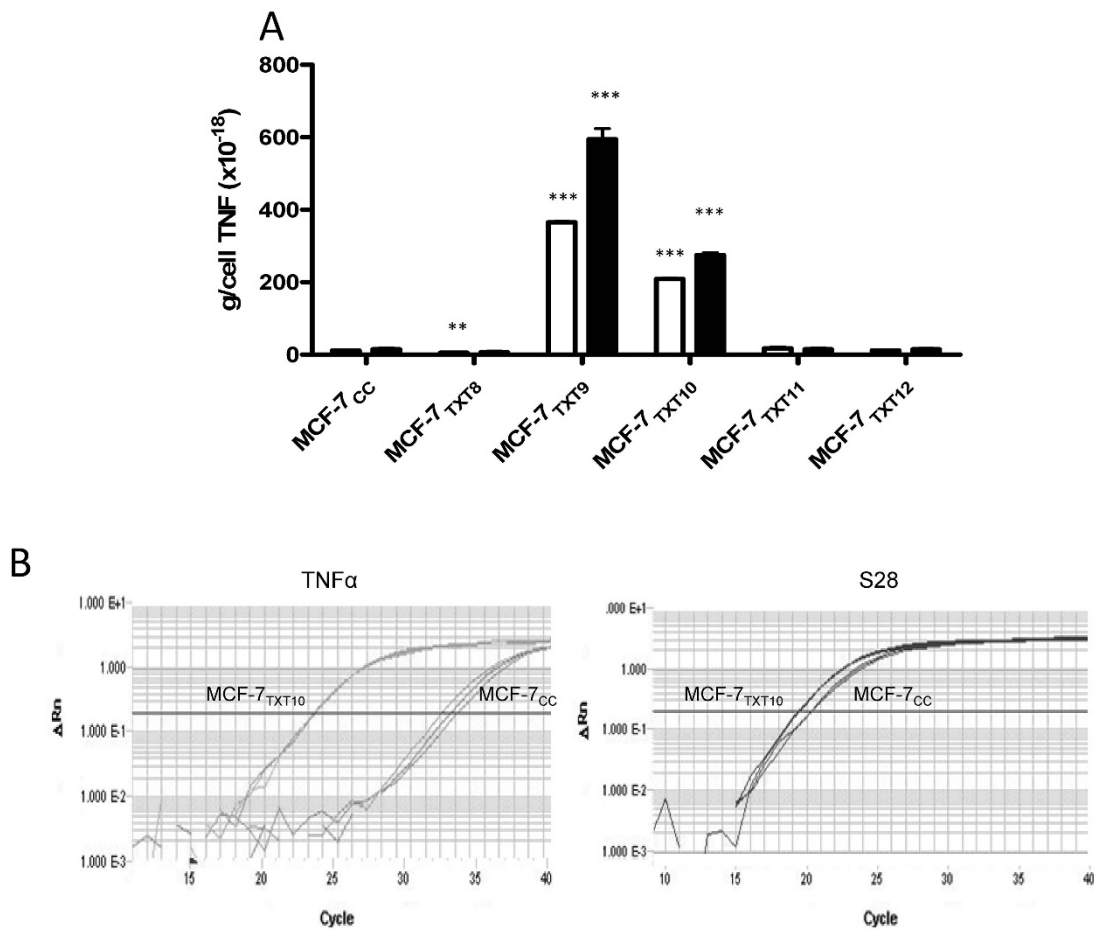 A
g/cell TNF (x10-18)
800
600
400
200
0
***
***
***
***
**
MCF-7 CC
MCF-7 TXT8
MCF-7 TXT9
MCF-7 TXT10
MCF-7 TXT11
MCF-7 TXT12
B
TNFα
1.000 E+1
1.000
1.000 E-1
1.000 E-2
1.000 E-3
ΔRn
MCF-7TXT10
MCF-7CC
15
20
25
30
35
40
Cycle
S28
.000 E+1
1.000
1.000 E-1
1.000 E-2
1.000 E-3
ΔRn
MCF-7TXT10
MCF-7CC
10
15
20
25
30
35
40
Cycle